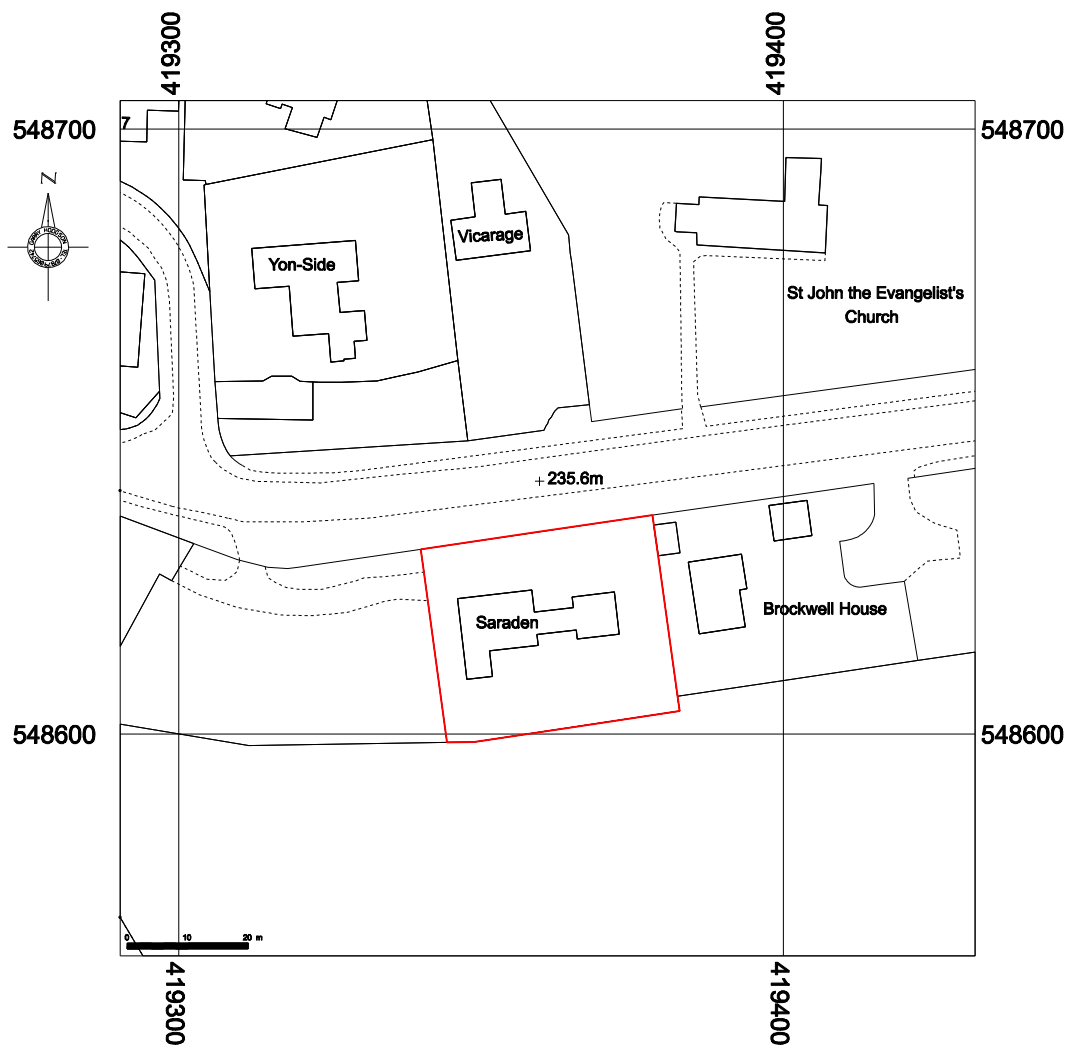 419300
419400
548700
548700
7
Z
Vicarage
Yon-Side
St John the Evangelist's
Church
235.6m
Saraden
Brockwell House
548600
548600
0 10 20 m
419300
419400